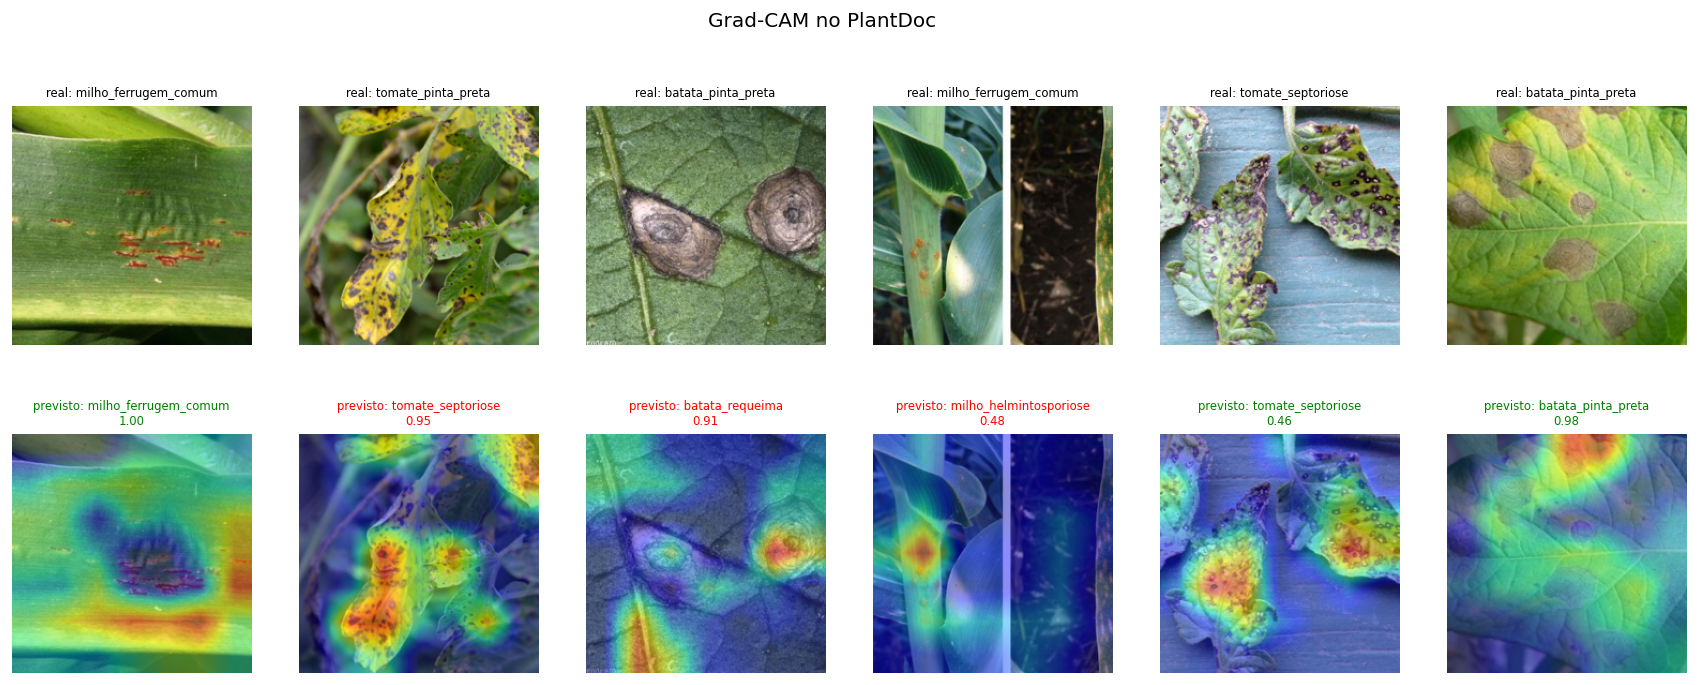 Grad-CAM no PlantDoc
real: milho_ferrugem_comum
real: tomate_pinta_preta
real: batata_pinta_preta
real: milho_ferrugem_comum
real: tomate_septoriose
real: batata_pinta_preta
previsto: milho_ferrugem_comum
1.00
previsto: tomate_septoriose
0.95
previsto: batata_requeima
0.91
previsto: milho_helmintosporiose
0.48
previsto: tomate_septoriose
0.46
previsto: batata_pinta_preta
0.98